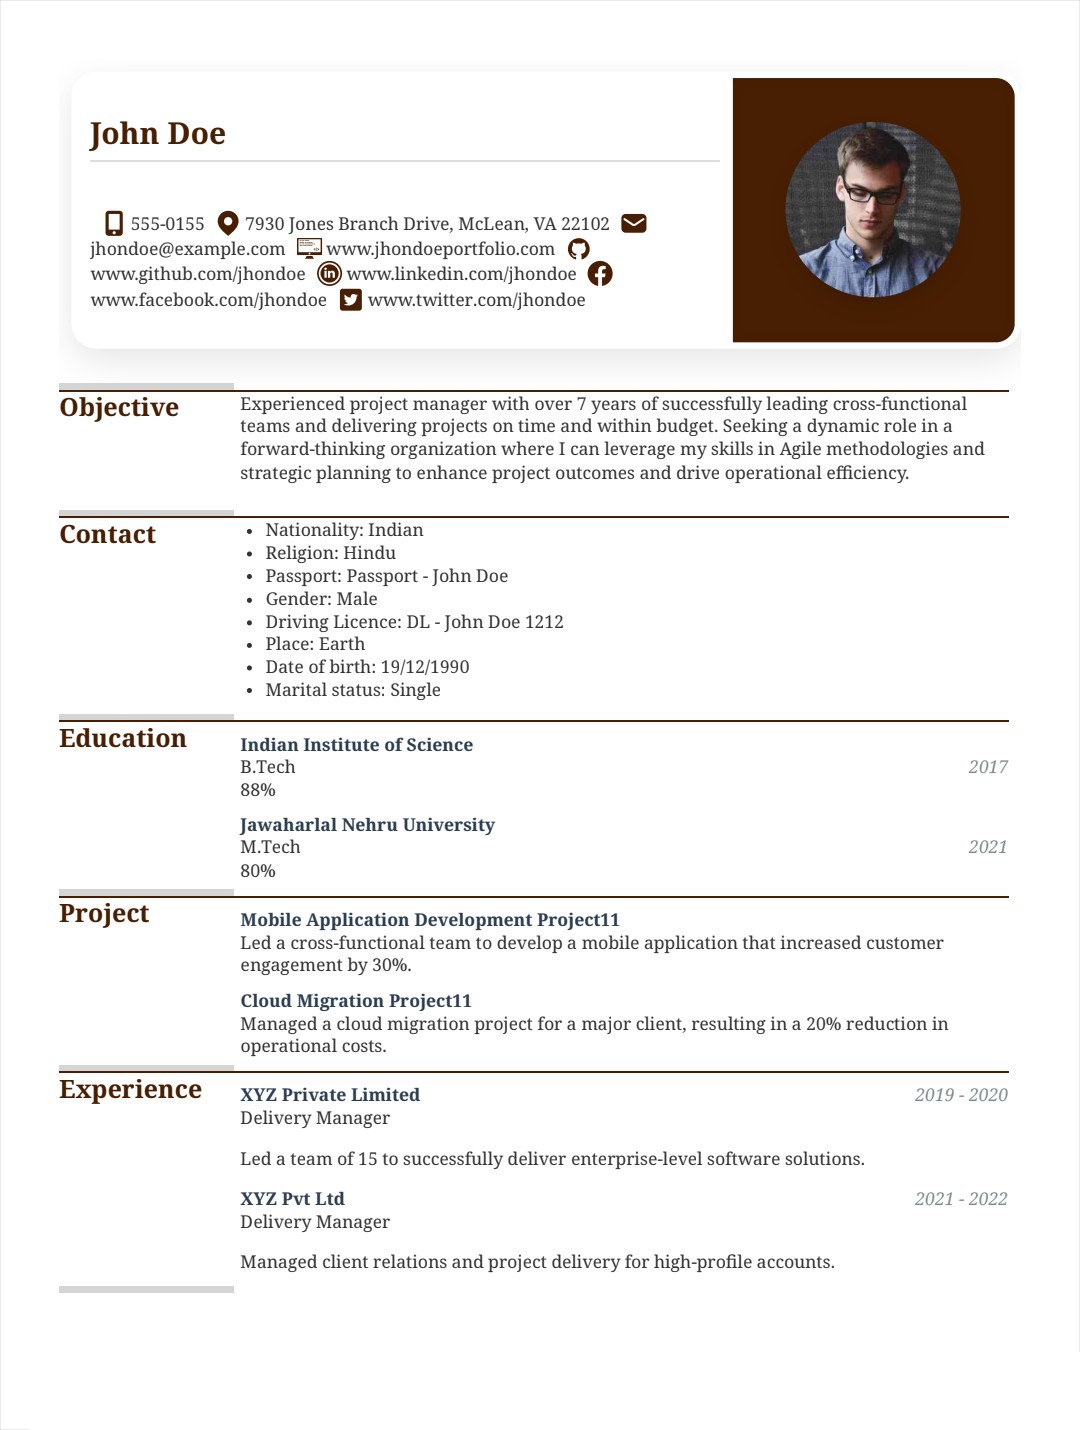 John Doe
555-0155 7930 Jones Branch Drive, McLean, VA 22102
jhondoe@example.com www.jhondoeportfolio.com
www.github.com/jhondoe www.linkedin.com/jhondoe
www.facebook.com/jhondoe www.twitter.com/jhondoe
Objective
Experienced project manager with over 7 years of successfully leading cross-functional
teams and delivering projects on time and within budget. Seeking a dynamic role in a
forward-thinking organization where I can leverage my skills in Agile methodologies and
strategic planning to enhance project outcomes and drive operational efficiency.
Contact
• Nationality: Indian
• Religion: Hindu
• Passport: Passport - John Doe
• Gender: Male
• Driving Licence: DL - John Doe 1212
• Place: Earth
• Date of birth: 19/12/1990
• Marital status: Single
Education
Indian Institute of Science
B.Tech 2017
88%
Jawaharlal Nehru University
M.Tech 2021
80%
Project
Mobile Application Development Project11
Led a cross-functional team to develop a mobile application that increased customer
engagement by 30%.
Cloud Migration Project11
Managed a cloud migration project for a major client, resulting in a 20% reduction in
operational costs.
Experience
XYZ Private Limited 2019 - 2020
Delivery Manager
Led a team of 15 to successfully deliver enterprise-level software solutions.
XYZ Pvt Ltd 2021 - 2022
Delivery Manager
Managed client relations and project delivery for high-profile accounts.